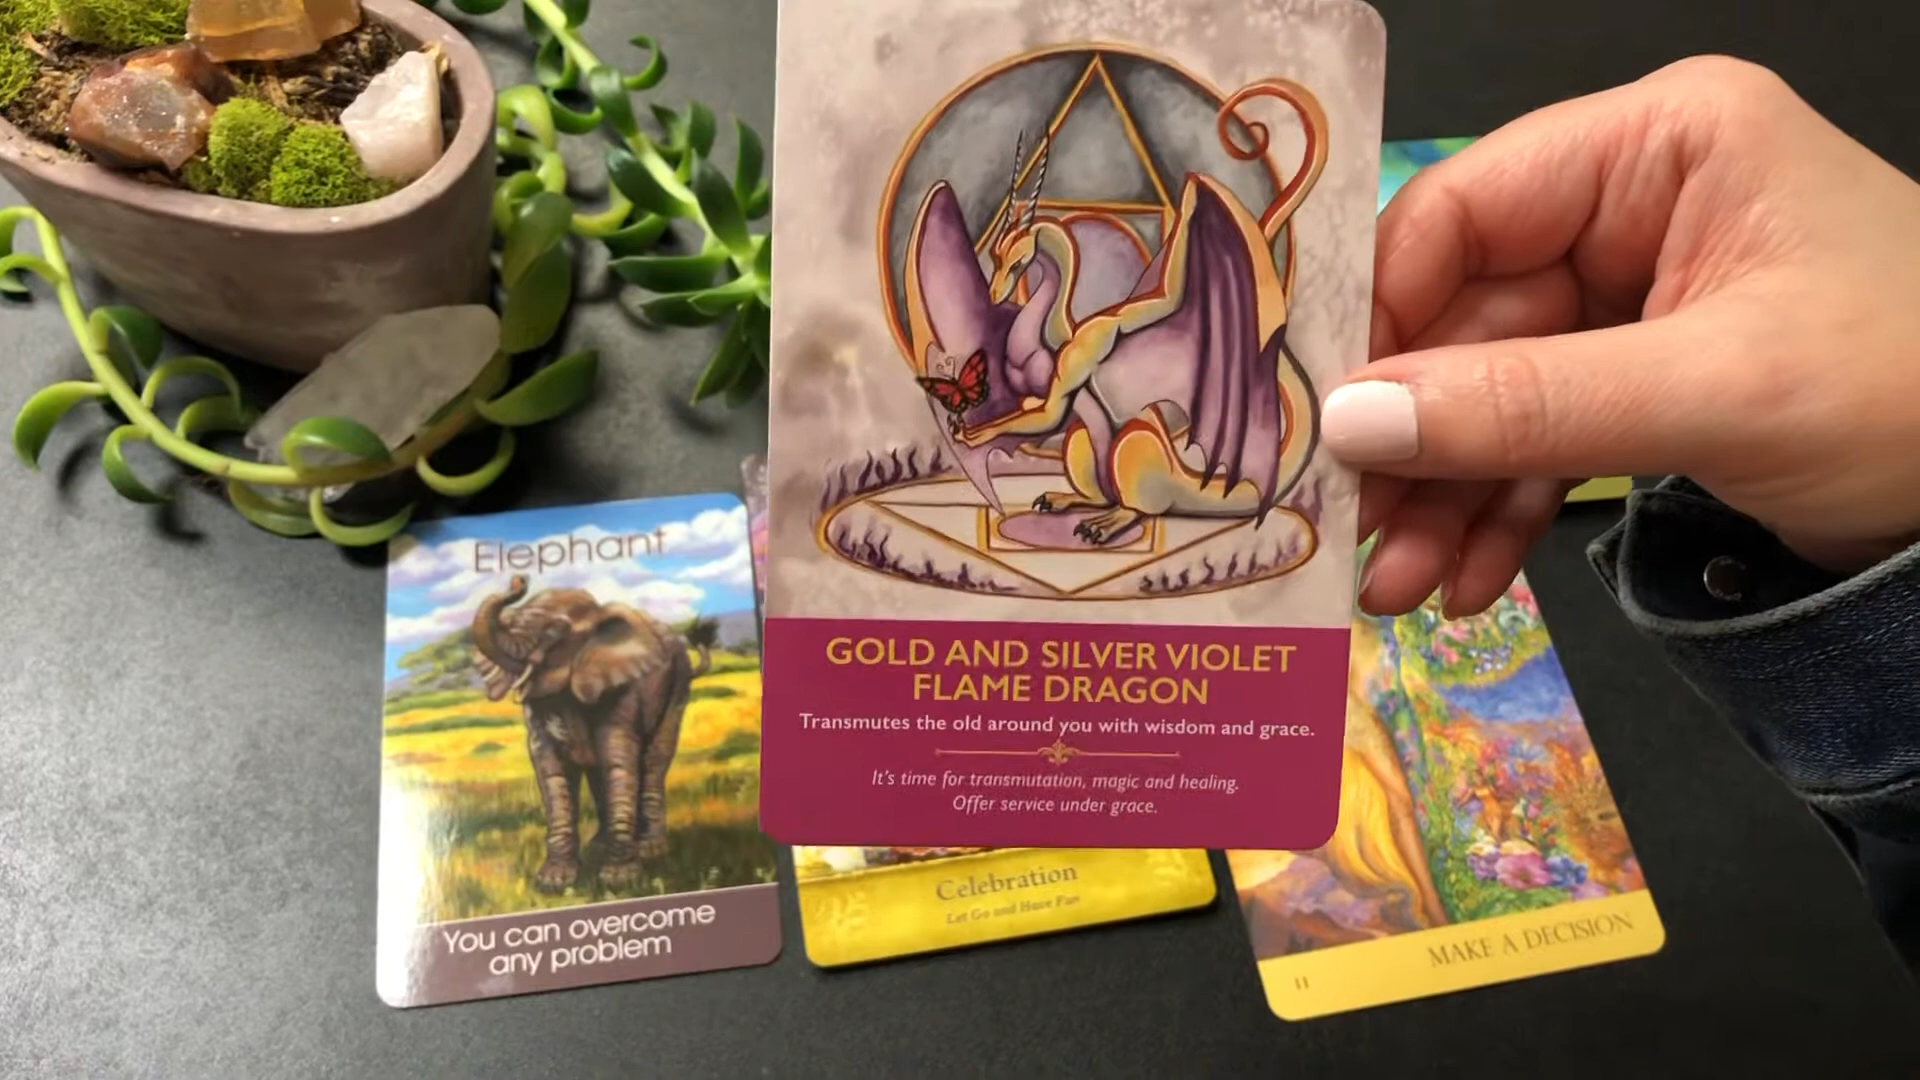 Elephant
You can overcome
any problem
GOLD AND SILVER VIOLET
FLAME DRAGON
Transmutes the old around you with wisdom and grace.
It's time for transmutation, magic and healing.
Offer service under grace.
Celebration
Let Go and Have Fun
11
MAKE A DECISION